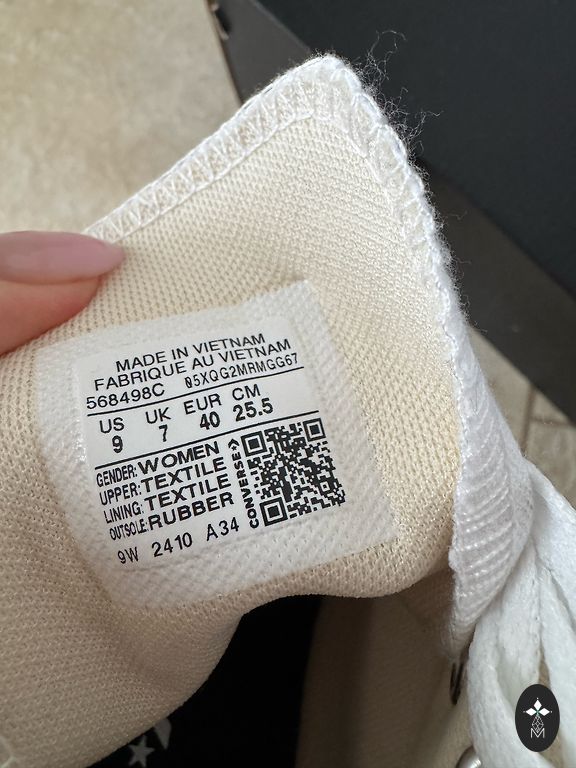 MADE IN VIETNAM
FABRIQUE AU VIETNAM
568498C 05XQG2MRMGG67
US UK EUR CM
9 7 40 25.5
GENDER: WOMEN
UPPER: TEXTILE
LINING: TEXTILE
OUTSOLE: RUBBER
CONVERSE
9W 2410 A34
M